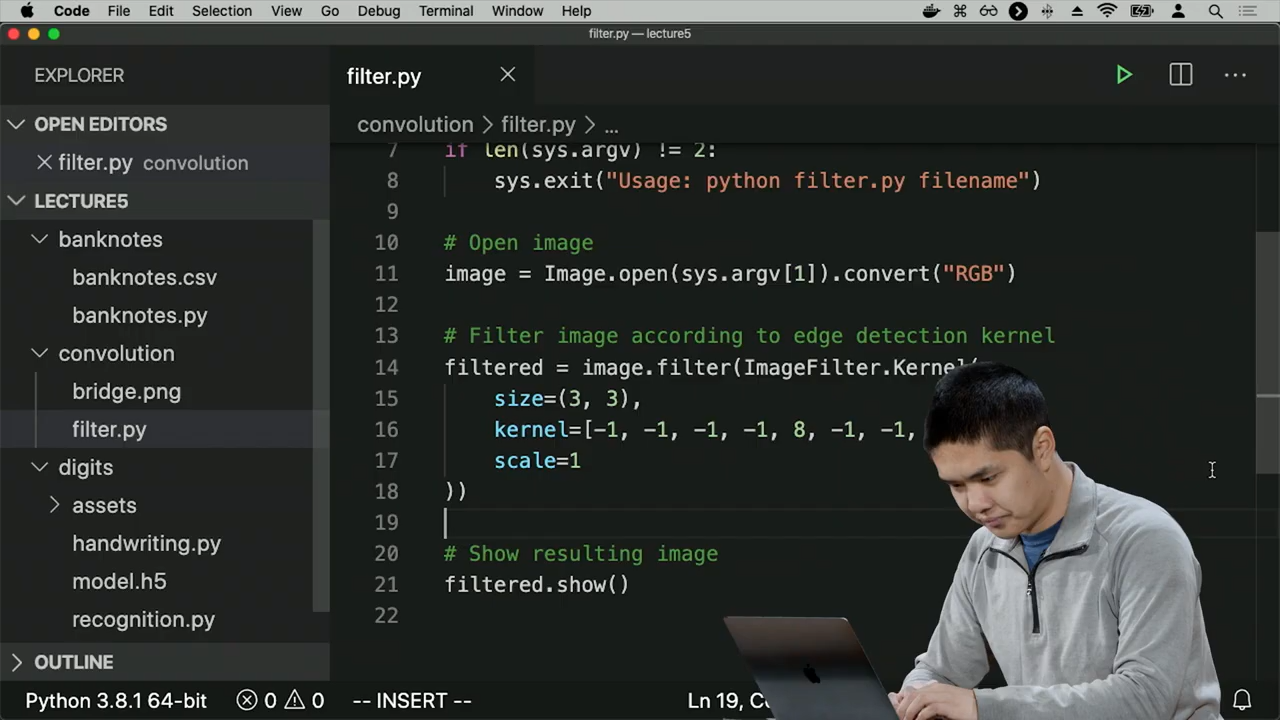 Code File Edit Selection View Go Debug Terminal Window Help
filter.py — lecture5
EXPLORER
filter.py
OPEN EDITORS
convolution > filter.py > ...
filter.py convolution
7 if len(sys.argv) != 2:
LECTURE5
8 sys.exit("Usage: python filter.py filename")
9
banknotes
10 # Open image
banknotes.csv
11 image = Image.open(sys.argv[1]).convert("RGB")
banknotes.py
12
13 # Filter image according to edge detection kernel
convolution
14 filtered = image.filter(ImageFilter.Kernel(
bridge.png
15 size=(3, 3),
filter.py
16 kernel=[-1, -1, -1, -1, 8, -1, -1,
digits
17 scale=1
assets
18 ))
handwriting.py
19
model.h5
20 # Show resulting image
recognition.py
21 filtered.show()
22
OUTLINE
Python 3.8.1 64-bit 0 0 -- INSERT -- Ln 19,